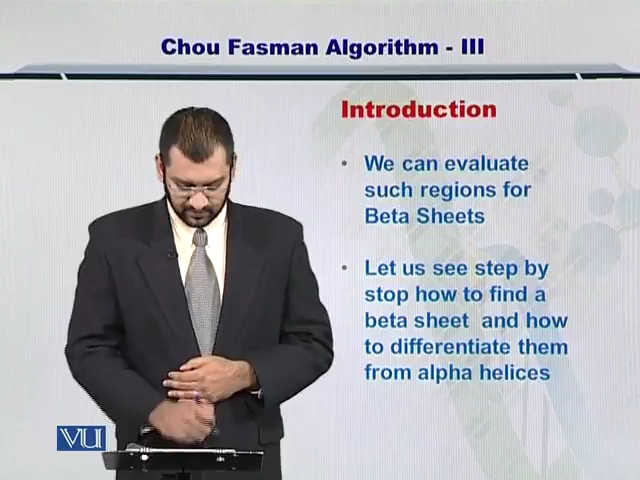 Chou Fasman Algorithm - III
Introduction
• We can evaluate
such regions for
Beta Sheets
• Let us see step by
stop how to find a
beta sheet and how
to differentiate them
from alpha helices
VU